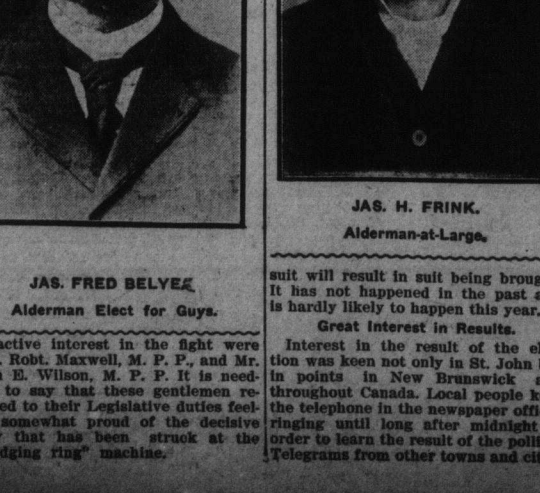 JAS. FRED BELYEA
Alderman Elect for Guys.
active interest in the fight were
Robt. Maxwell, M. P. P., and Mr.
E. Wilson, M. P. P. It is need-
to say that these gentlemen re-
ed to their Legislative duties feel-
somewhat proud of the decisive
that has been struck at the
dging ring" machine.
JAS. H. FRINK.
Alderman-at-Large.
suit will result in suit being broug
It has not happened in the past a
is hardly likely to happen this year.
Great Interest in Results.
Interest in the result of the el
tion was keen not only in St. John
in points in New Brunswick a
throughout Canada. Local people k
the telephone in the newspaper offi
ringing until long after midnight
order to learn the result of the polli
Telegrams from other towns and ci